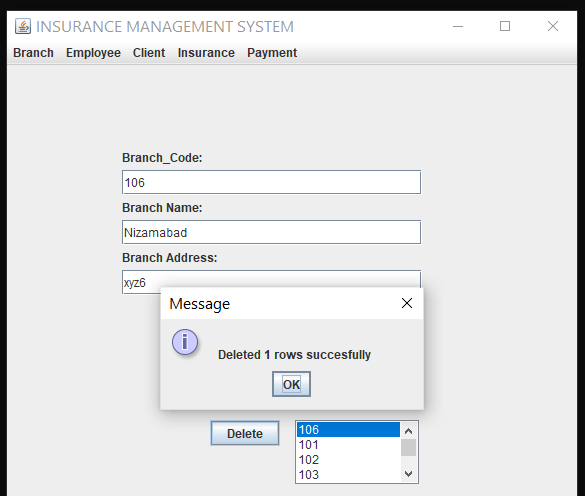 INSURANCE MANAGEMENT SYSTEM
Branch Employee Client Insurance Payment
Branch_Code:
106
Branch Name:
Nizamabad
Branch Address:
xyz6
Message
Deleted 1 rows succesfully
OK
Delete
106
101
102
103